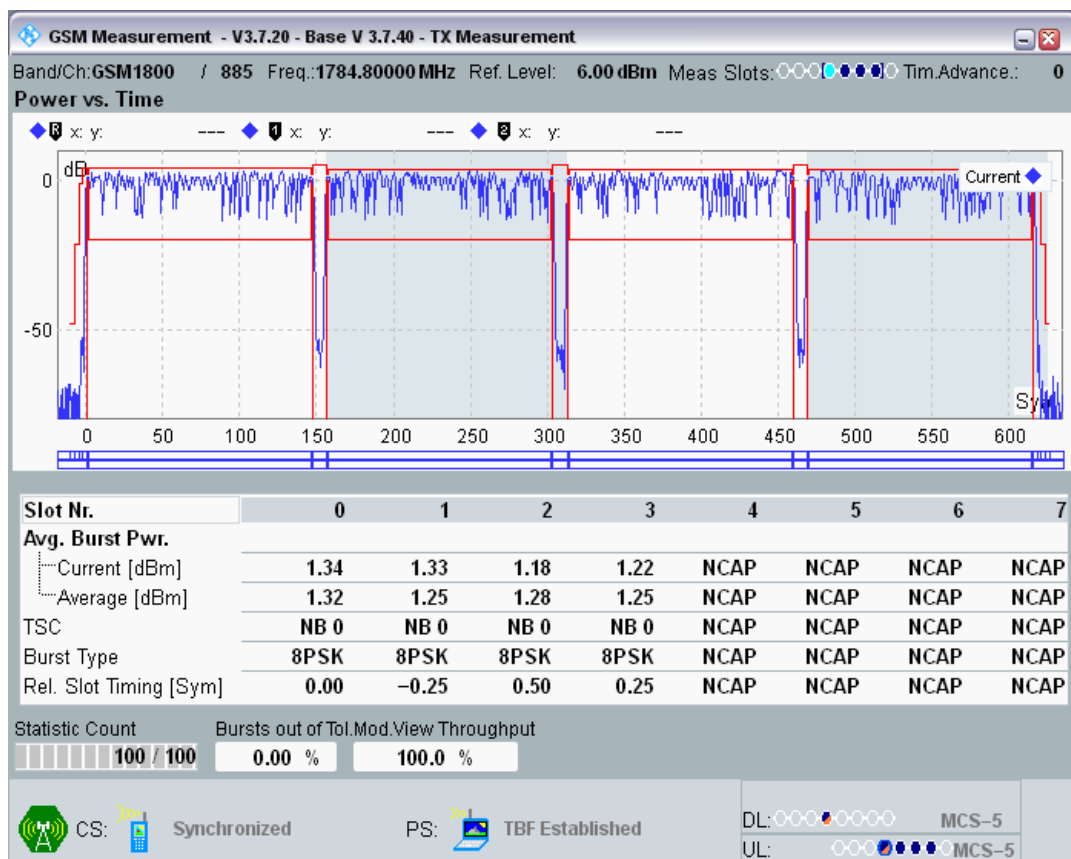 GSM Measurement - V3.7.20 - Base V 3.7.40 - TX Measurement
Band/Ch:GSM1800 / 885 Freq.:1784.80000 MHz Ref. Level: 6.00 dBm Meas Slots: Tim.Advance.: 0
Power vs. Time
R x: y: --- 1 x: y: --- 2 x: y: ---
dB
Current
0
-50
0 50 100 150 200 250 300 350 400 450 500 550 600
Slot Nr. 0 1 2 3 4 5 6 7
Avg. Burst Pwr.
Current [dBm] 1.34 1.33 1.18 1.22 NCAP NCAP NCAP NCAP
Average [dBm] 1.32 1.25 1.28 1.25 NCAP NCAP NCAP NCAP
TSC NB 0 NB 0 NB 0 NB 0 NCAP NCAP NCAP NCAP
Burst Type 8PSK 8PSK 8PSK 8PSK NCAP NCAP NCAP NCAP
Rel. Slot Timing [Sym] 0.00 −0.25 0.50 0.25 NCAP NCAP NCAP NCAP
Statistic Count Bursts out of Tol.Mod.View Throughput
100 / 100 0.00 % 100.0 %
DL: MCS−5
CS: Synchronized PS: TBF Established
UL: MCS−5